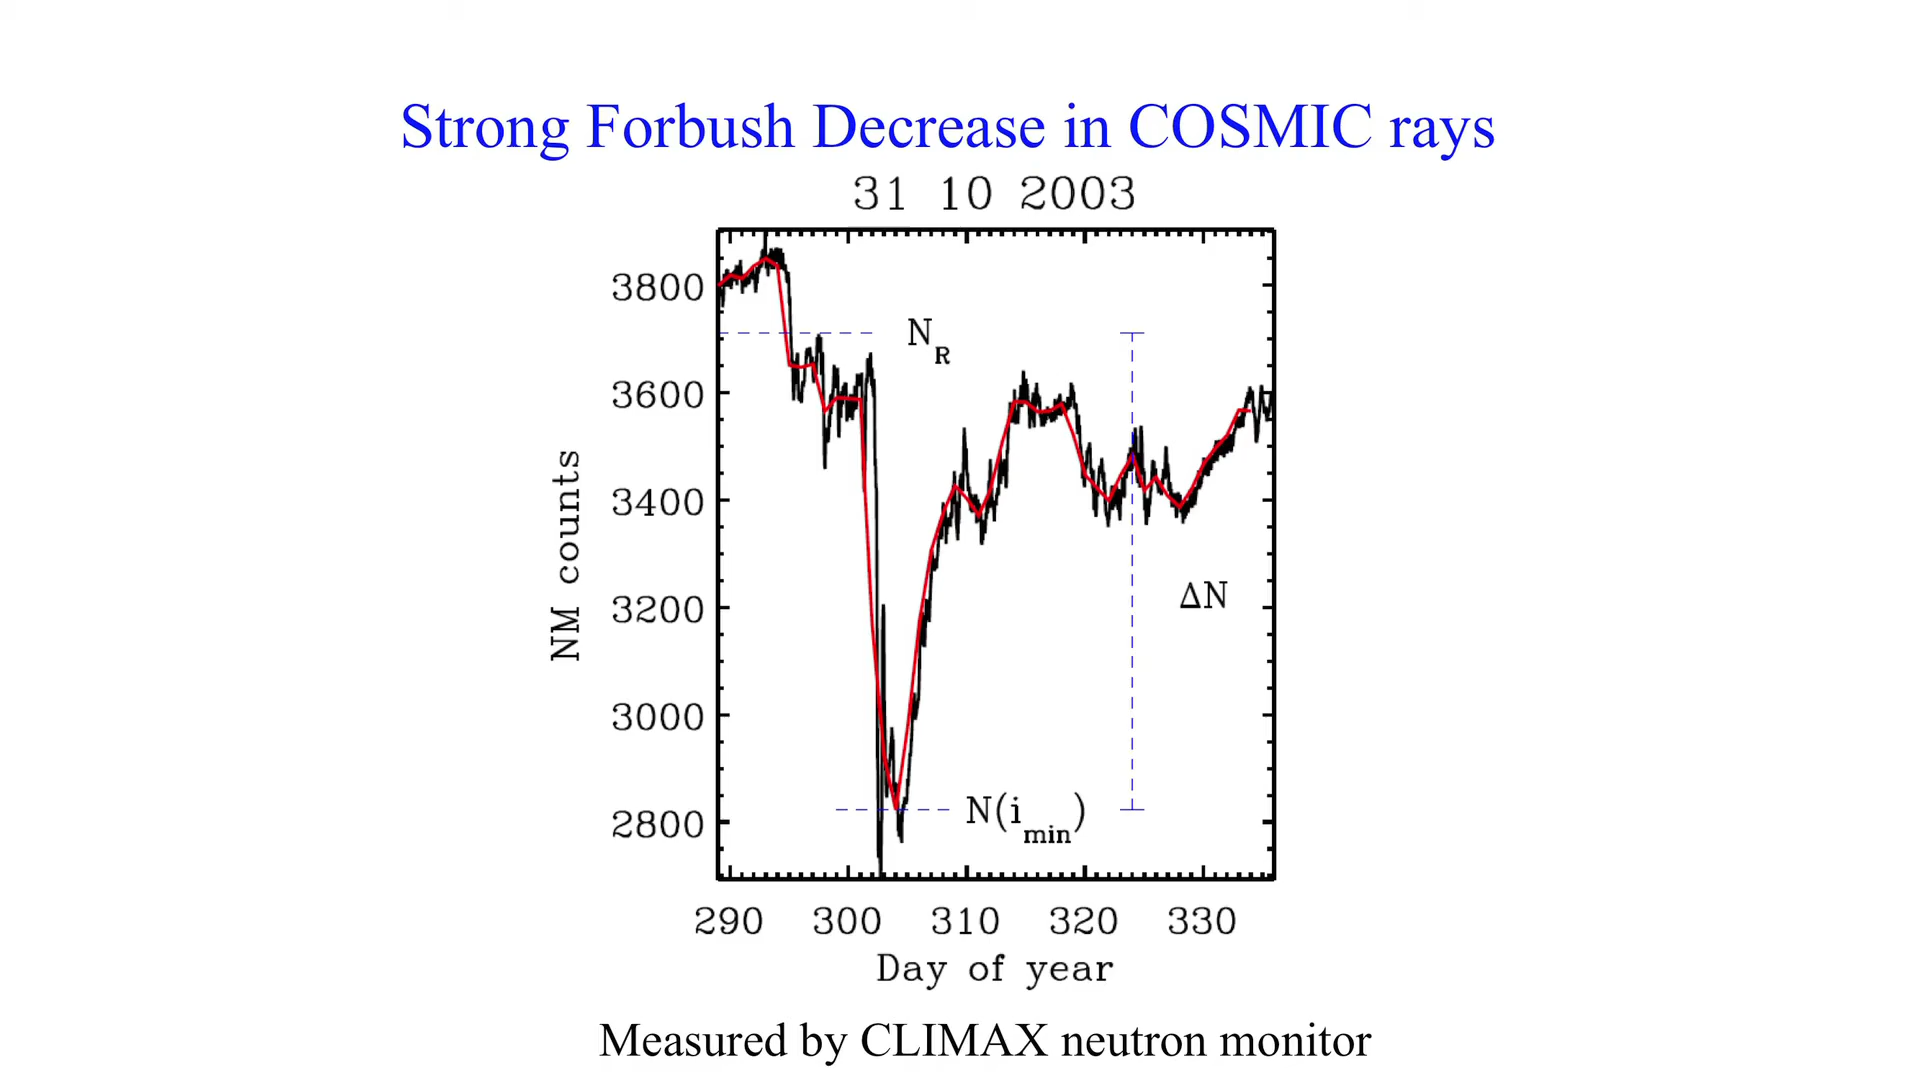 Strong Forbush Decrease in COSMIC rays
31 10 2003
3800
3600
3400
3200
3000
2800
NM counts
N_R
ΔN
N(i_min)
290 300 310 320 330
Day of year
Measured by CLIMAX neutron monitor